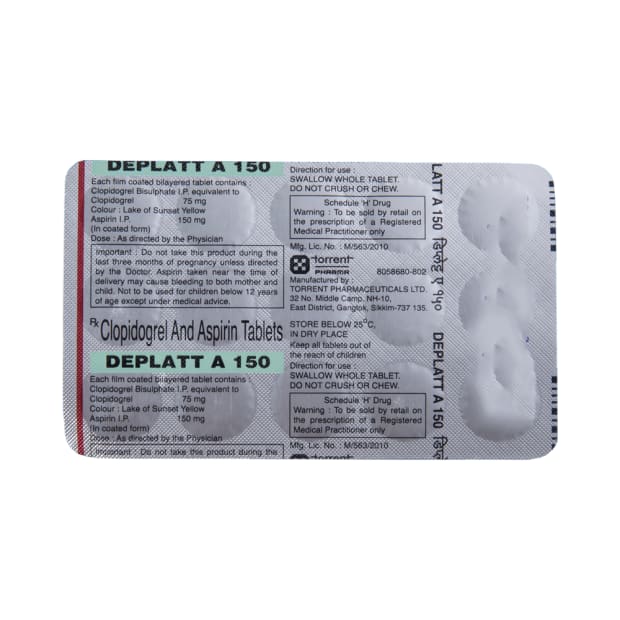 DEPLATT A 150
Each film coated bilayered tablet contains :
Clopidogrel Bisulphate I.P. equivalent to
Clopidogrel 75 mg
Colour : Lake of Sunset Yellow
Aspirin I.P. 150 mg
(In coated form)
Dose : As directed by the Physician
Important : Do not take this product during the
last three months of pregnancy unless directed
by the Doctor. Aspirin taken near the time of
delivery may cause bleeding to both mother and
child. Not to be used for children below 12 years
of age except under medical advice.
Rx Clopidogrel And Aspirin Tablets
DEPLATT A 150
Each film coated bilayered tablet contains :
Clopidogrel Bisulphate I.P. equivalent to
Clopidogrel 75 mg
Colour : Lake of Sunset Yellow
Aspirin I.P. 150 mg
(In coated form)
Dose : As directed by the Physician
Important : Do not take this product during the
Direction for use :
SWALLOW WHOLE TABLET.
DO NOT CRUSH OR CHEW.
Schedule 'H' Drug
Warning : To be sold by retail on
the prescription of a Registered
Medical Practitioner only
Mfg. Lic. No. : M/563/2010
torrent
PHARMA 8058680-802
Manufactured by :
TORRENT PHARMACEUTICALS LTD.
32 No. Middle Camp, NH-10,
East District, Gangtok, Sikkim-737 135.
STORE BELOW 25°C,
IN DRY PLACE
Keep all tablets out of
the reach of children
Direction for use :
SWALLOW WHOLE TABLET.
DO NOT CRUSH OR CHEW.
Schedule 'H' Drug
Warning : To be sold by retail on
the prescription of a Registered
Medical Practitioner only
Mfg. Lic. No. : M/563/2010
torrent
LATT A 150 ए १५०
DEPLATT A 150